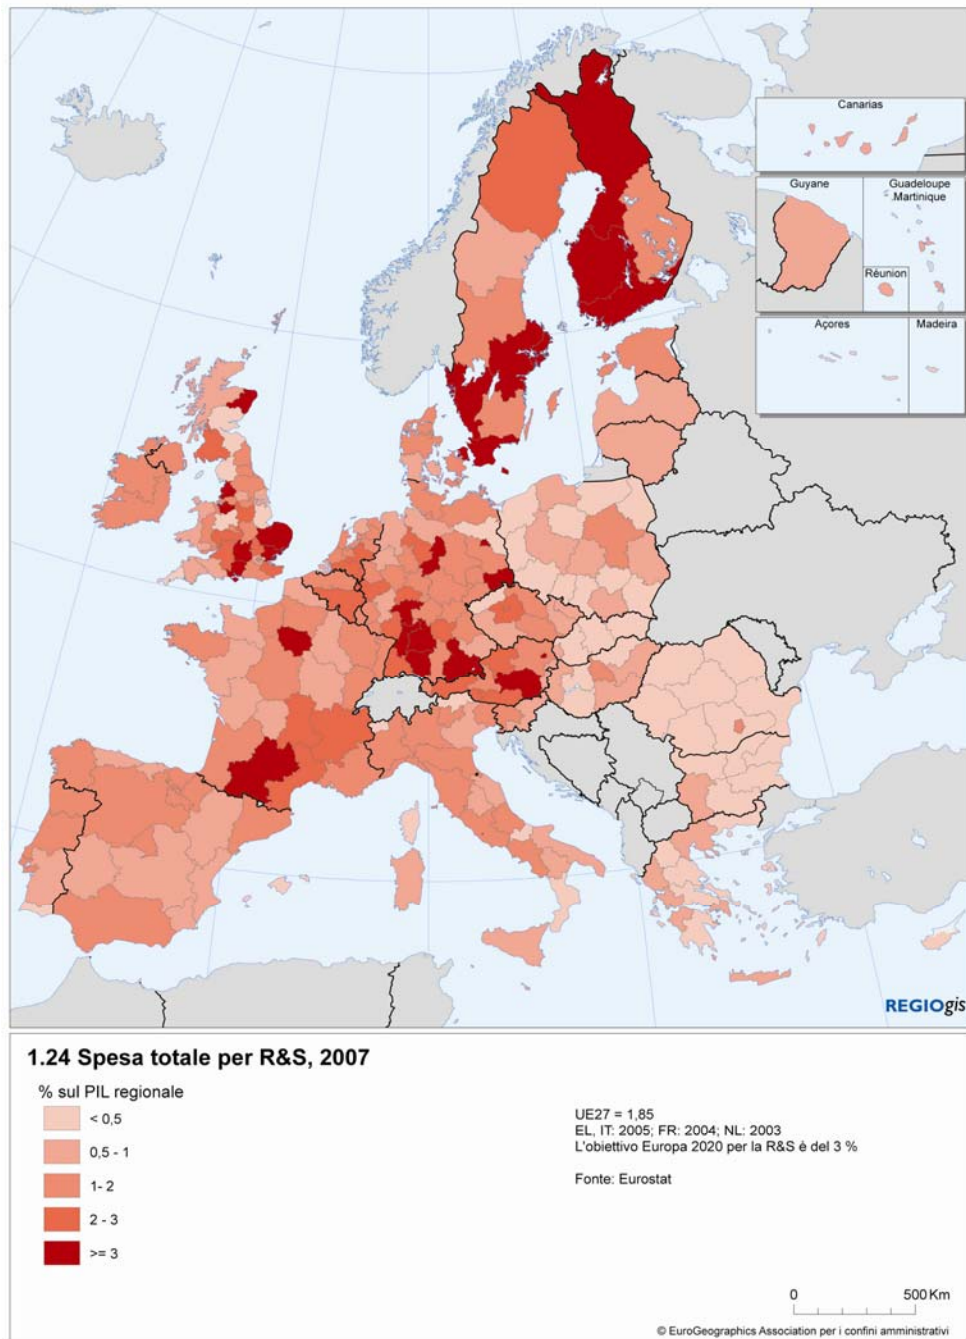 Canarias
Guyane
Guadeloupe
Martinique
Réunion
Açores
Madeira
REGIOgis
1.24 Spesa totale per R&S, 2007
% sul PIL regionale
< 0,5
0,5 - 1
1- 2
2 - 3
>= 3
UE27 = 1,85
EL, IT: 2005; FR: 2004; NL: 2003
L'obiettivo Europa 2020 per la R&S è del 3 %
Fonte: Eurostat
0 500 Km
© EuroGeographics Association per i confini amministrativi